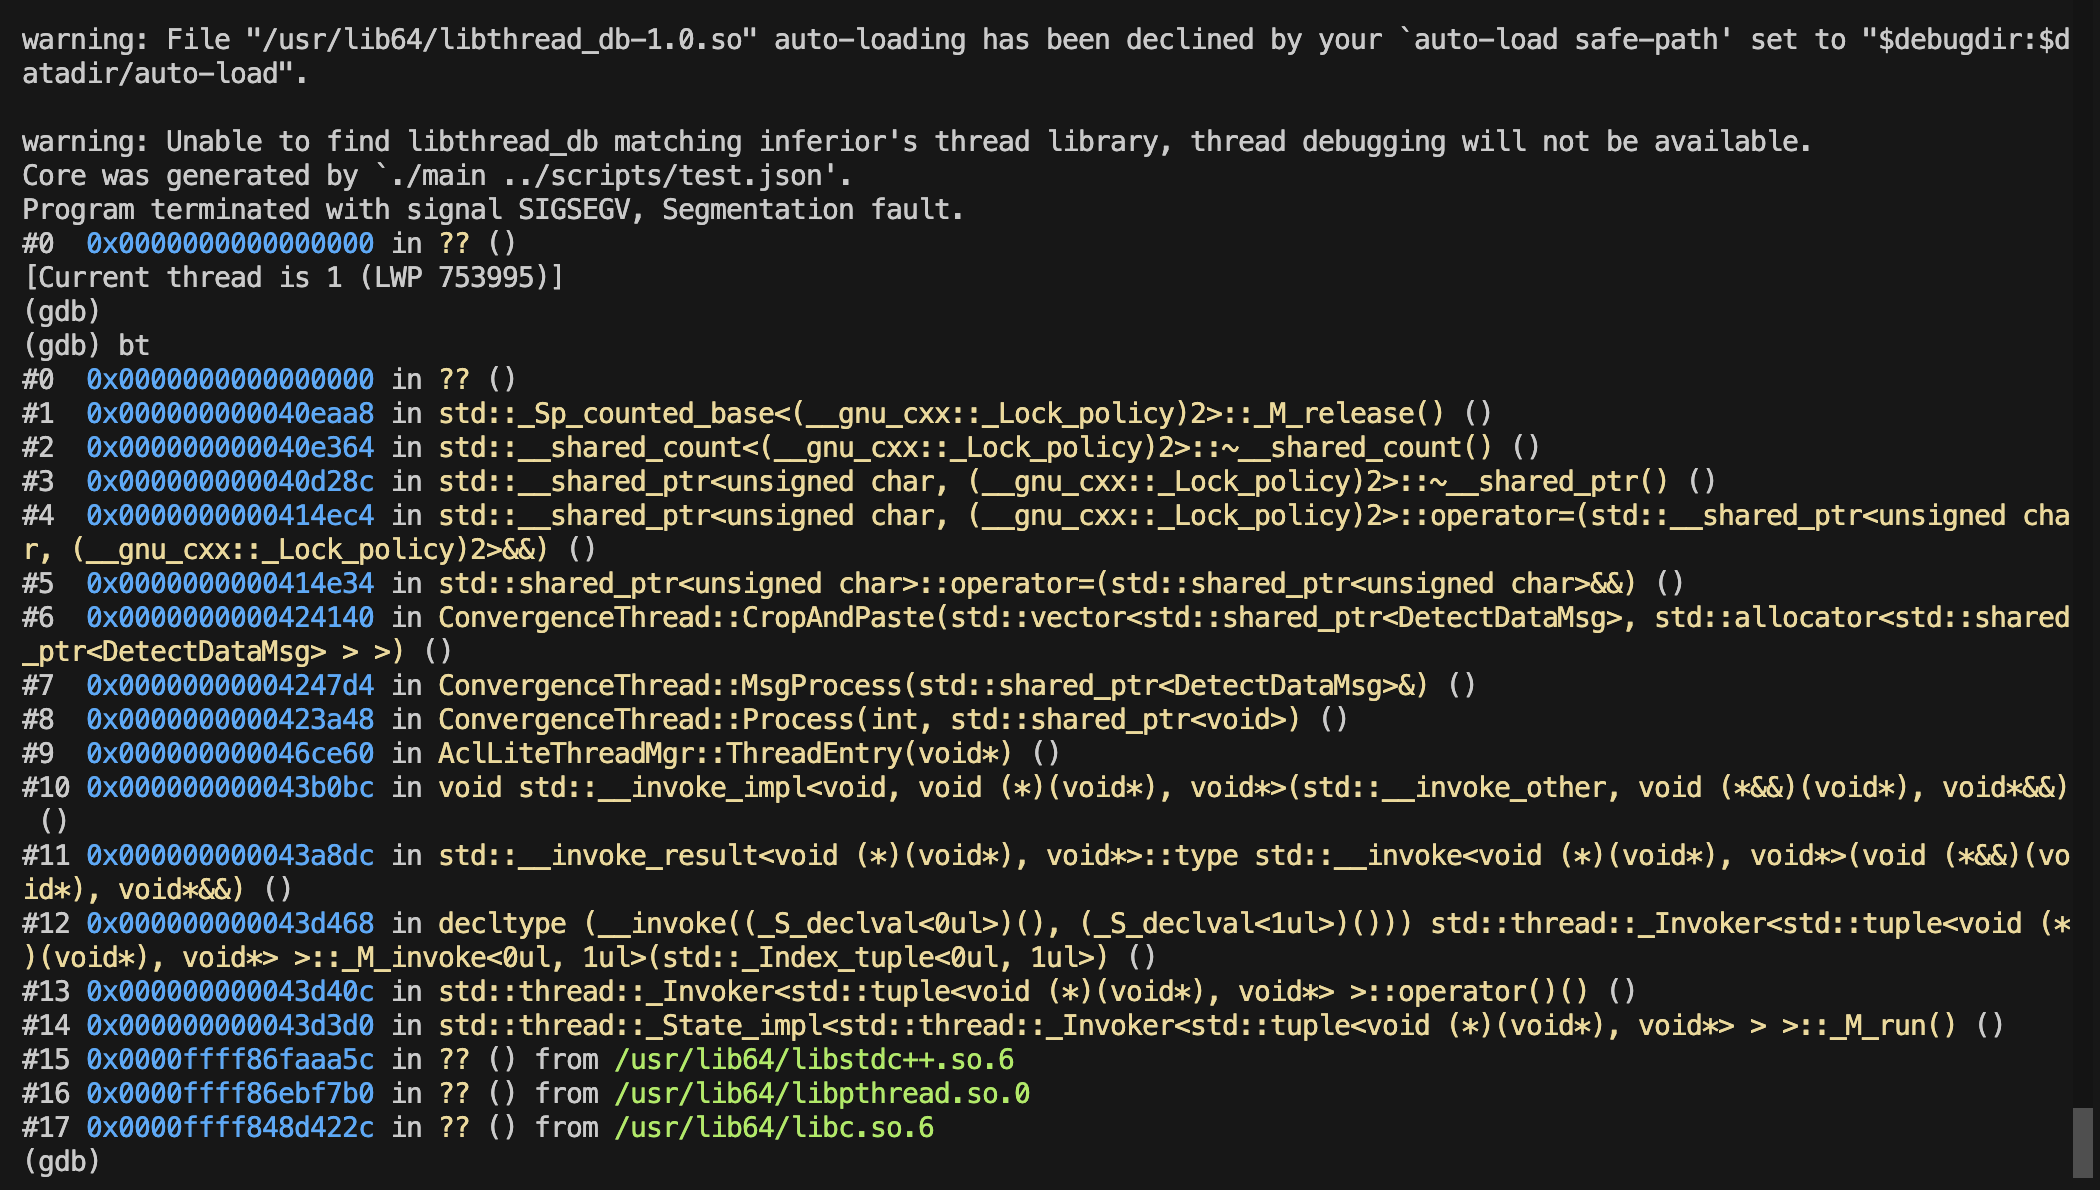 warning: File "/usr/lib64/libthread_db-1.0.so" auto-loading has been declined by your `auto-load safe-path' set to "$debugdir:$d
atadir/auto-load".
warning: Unable to find libthread_db matching inferior's thread library, thread debugging will not be available.
Core was generated by `./main ../scripts/test.json'.
Program terminated with signal SIGSEGV, Segmentation fault.
#0  0x0000000000000000 in ?? ()
[Current thread is 1 (LWP 753995)]
(gdb)
(gdb) bt
#0  0x0000000000000000 in ?? ()
#1  0x000000000040eaa8 in std::_Sp_counted_base<(__gnu_cxx::_Lock_policy)2>::_M_release() ()
#2  0x000000000040e364 in std::__shared_count<(__gnu_cxx::_Lock_policy)2>::~__shared_count() ()
#3  0x000000000040d28c in std::__shared_ptr<unsigned char, (__gnu_cxx::_Lock_policy)2>::~__shared_ptr() ()
#4  0x0000000000414ec4 in std::__shared_ptr<unsigned char, (__gnu_cxx::_Lock_policy)2>::operator=(std::__shared_ptr<unsigned cha
r, (__gnu_cxx::_Lock_policy)2>&&) ()
#5  0x0000000000414e34 in std::shared_ptr<unsigned char>::operator=(std::shared_ptr<unsigned char>&&) ()
#6  0x0000000000424140 in ConvergenceThread::CropAndPaste(std::vector<std::shared_ptr<DetectDataMsg>, std::allocator<std::shared
_ptr<DetectDataMsg> > >) ()
#7  0x00000000004247d4 in ConvergenceThread::MsgProcess(std::shared_ptr<DetectDataMsg>&) ()
#8  0x0000000000423a48 in ConvergenceThread::Process(int, std::shared_ptr<void>) ()
#9  0x000000000046ce60 in AclLiteThreadMgr::ThreadEntry(void*) ()
#10 0x000000000043b0bc in void std::__invoke_impl<void, void (*)(void*), void*>(std::__invoke_other, void (*&&)(void*), void*&&)
 ()
#11 0x000000000043a8dc in std::__invoke_result<void (*)(void*), void*>::type std::__invoke<void (*)(void*), void*>(void (*&&)(vo
id*), void*&&) ()
#12 0x000000000043d468 in decltype (__invoke((_S_declval<0ul>)(), (_S_declval<1ul>)())) std::thread::_Invoker<std::tuple<void (*
)(void*), void*> >::_M_invoke<0ul, 1ul>(std::_Index_tuple<0ul, 1ul>) ()
#13 0x000000000043d40c in std::thread::_Invoker<std::tuple<void (*)(void*), void*> >::operator()() ()
#14 0x000000000043d3d0 in std::thread::_State_impl<std::thread::_Invoker<std::tuple<void (*)(void*), void*> > >::_M_run() ()
#15 0x0000ffff86faaa5c in ?? () from /usr/lib64/libstdc++.so.6
#16 0x0000ffff86ebf7b0 in ?? () from /usr/lib64/libpthread.so.0
#17 0x0000ffff848d422c in ?? () from /usr/lib64/libc.so.6
(gdb)